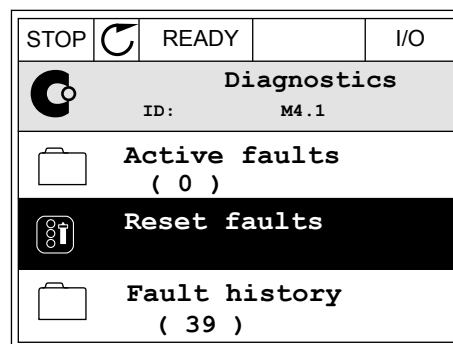 STOP READY I/O
Diagnostics
ID: M4.1
Active faults
( 0 )
Reset faults
Fault history
( 39 )